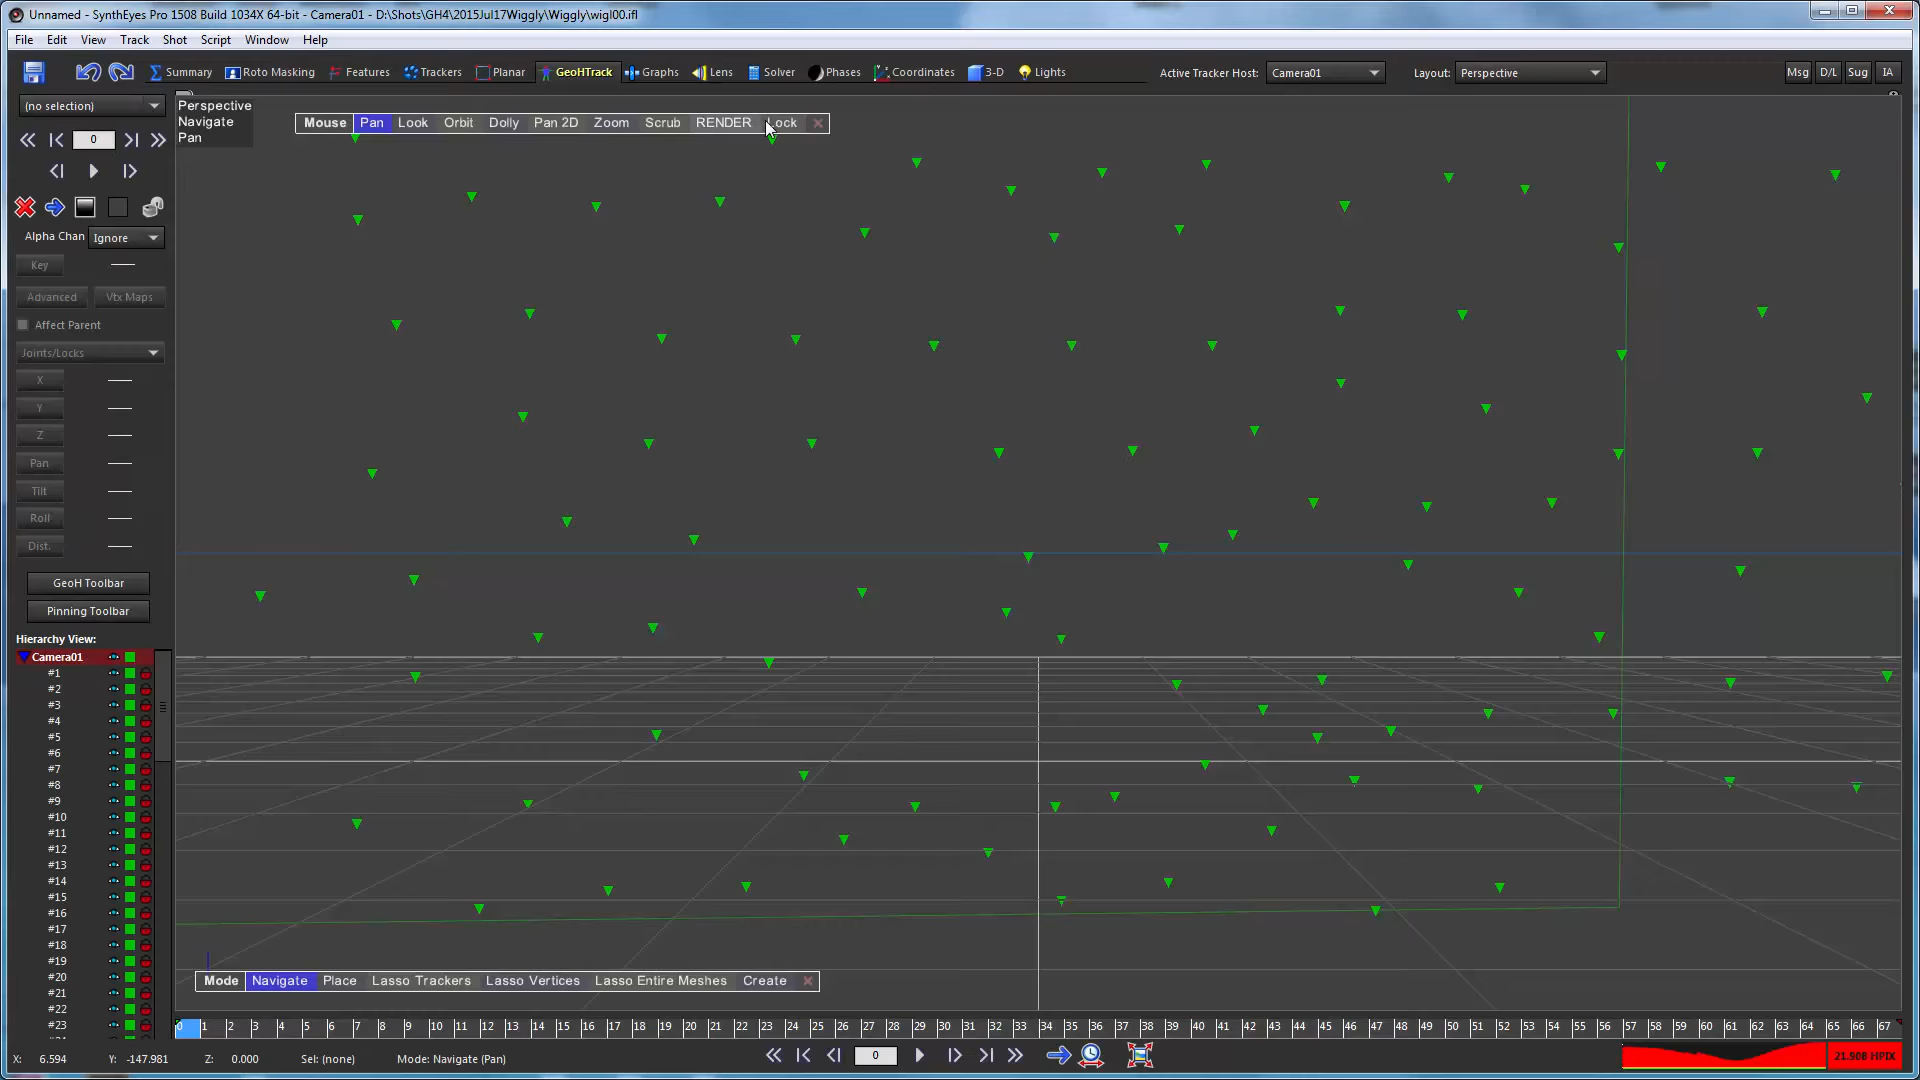 Unnamed - SynthEyes Pro 1508 Build 1034X 64-bit - Camera01 - D:\Shots\GH4\2015Jul17Wiggly\Wiggly\wigl00.ifl
File Edit View Track Shot Script Window Help
Summary Roto Masking Features Trackers Planar GeoHTrack Graphs Lens Solver Phases Coordinates 3-D Lights Active Tracker Host: Camera01 Layout: Perspective Msg D/L Sug IA
(no selection)
Perspective
Navigate
Pan
Mouse Pan Look Orbit Dolly Pan 2D Zoom Scrub RENDER Lock
0
Alpha Chan Ignore
Key
Advanced Vtx Maps
Affect Parent
Joints/Locks
X
Y
Z
Pan
Tilt
Roll
Dist.
GeoH Toolbar
Pinning Toolbar
Hierarchy View:
Camera01
#1
#2
#3
#4
#5
#6
#7
#8
#9
#10
#11
#12
#13
#14
#15
#16
#17
#18
#19
#20
#21
#22
#23
Mode Navigate Place Lasso Trackers Lasso Vertices Lasso Entire Meshes Create
0 1 2 3 4 5 6 7 8 9 10 11 12 13 14 15 16 17 18 19 20 21 22 23 24 25 26 27 28 29 30 31 32 33 34 35 36 37 38 39 40 41 42 43 44 45 46 47 48 49 50 51 52 53 54 55 56 57 58 59 60 61 62 63 64 65 66 67
X: 6.594 Y: -147.981 Z: 0.000 Sel: (none) Mode: Navigate (Pan) 0 21.908 HPIX